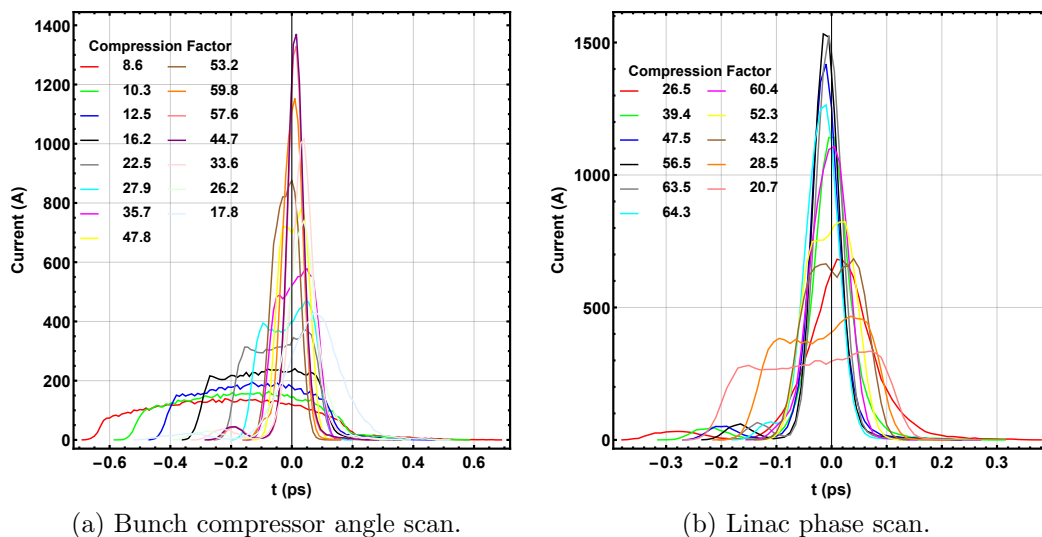 Compression Factor
8.6 53.2
10.3 59.8
12.5 57.6
16.2 44.7
22.5 33.6
27.9 26.2
35.7 17.8
47.8
Current (A)
1400
1200
1000
800
600
400
200
0
−0.6 −0.4 −0.2 0.0 0.2 0.4 0.6
t (ps)
(a) Bunch compressor angle scan.
Compression Factor
26.5 60.4
39.4 52.3
47.5 43.2
56.5 28.5
63.5 20.7
64.3
Current (A)
1500
1000
500
0
−0.3 −0.2 −0.1 0.0 0.1 0.2 0.3
t (ps)
(b) Linac phase scan.